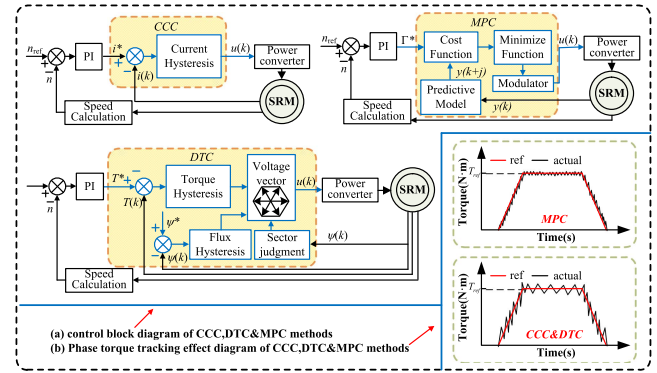 CCC
n_ref
PI
i*
Current
Hysteresis
u(k)
Power
converter
n
i(k)
SRM
Speed
Calculation
MPC
n_ref
PI
Γ*
Cost
Function
Minimize
Function
u(k)
Power
converter
n
y(k+j)
Predictive
Model
Modulator
SRM
y(k)
Speed
Calculation
DTC
PI
T*
T(k)
Torque
Hysteresis
Voltage
vector
u(k)
Power
converter
SRM
n
ψ*
ψ(k)
Flux
Hysteresis
Sector
judgment
ψ(k)
Speed
Calculation
ref actual
Torque(N·m)
T_ref
MPC
Time(s)
ref actual
Torque(N·m)
T_ref
CCC&DTC
Time(s)
(a) control block diagram of CCC,DTC&MPC methods
(b) Phase torque tracking effect diagram of CCC,DTC&MPC methods